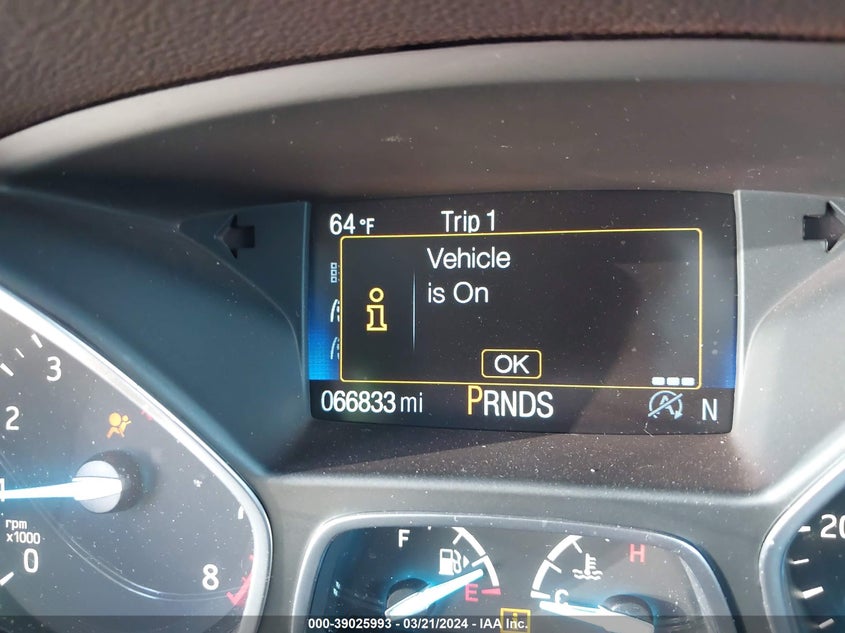 64 °F Trip 1
Vehicle
is On
OK
066833 mi PRNDS N
3
2
rpm
x1000
0
7
8
F
E
H
C
20
000-39025993 - 03/21/2024 - IAA Inc.